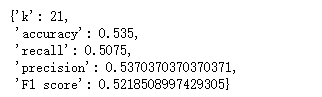 {'k': 21,
'accuracy': 0.535,
'recall': 0.5075,
'precision': 0.5370370370370371,
'F1 score': 0.5218508997429305}